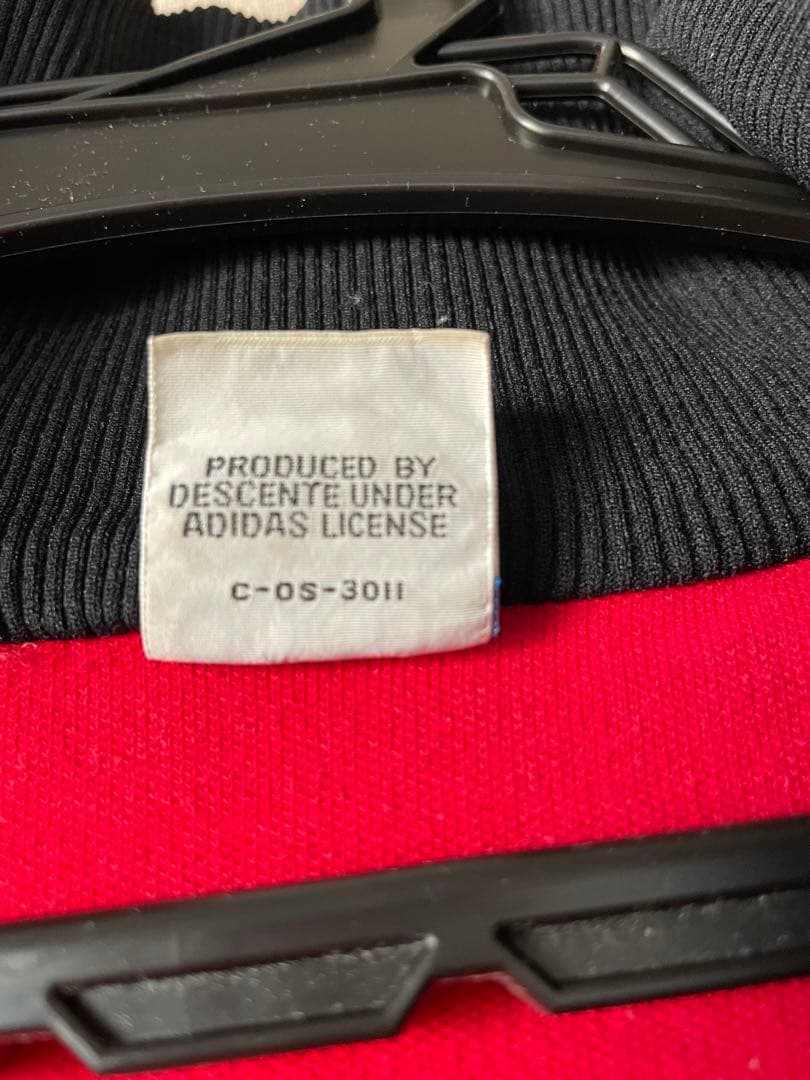 PRODUCED BY
DESCENTE UNDER
ADIDAS LICENSE
C-OS-3011